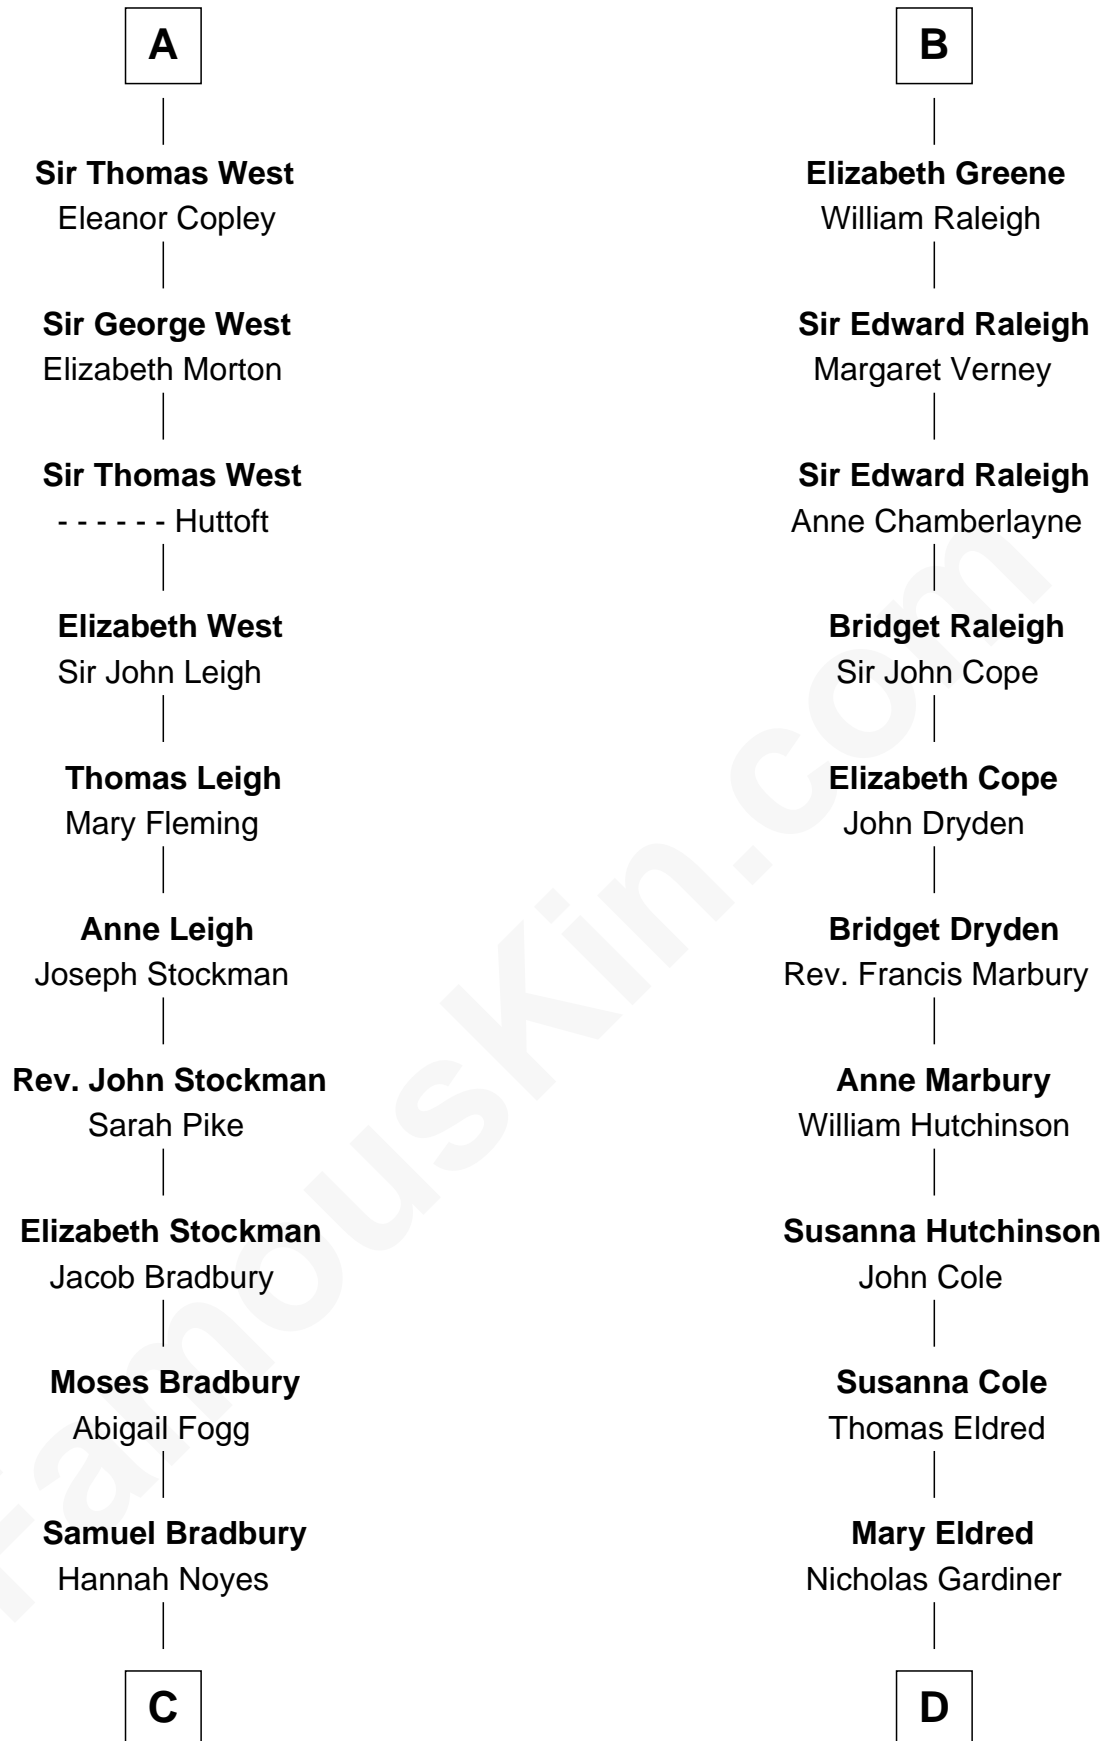 A
Sir Thomas West
Eleanor Copley
Sir George West
Elizabeth Morton
Sir Thomas West
- - - - - - Huttoft
Elizabeth West
Sir John Leigh
Thomas Leigh
Mary Fleming
Anne Leigh
Joseph Stockman
Rev. John Stockman
Sarah Pike
Elizabeth Stockman
Jacob Bradbury
Moses Bradbury
Abigail Fogg
Samuel Bradbury
Hannah Noyes
C
B
Elizabeth Greene
William Raleigh
Sir Edward Raleigh
Margaret Verney
Sir Edward Raleigh
Anne Chamberlayne
Bridget Raleigh
Sir John Cope
Elizabeth Cope
John Dryden
Bridget Dryden
Rev. Francis Marbury
Anne Marbury
William Hutchinson
Susanna Hutchinson
John Cole
Susanna Cole
Thomas Eldred
Mary Eldred
Nicholas Gardiner
D
FamousKin.com